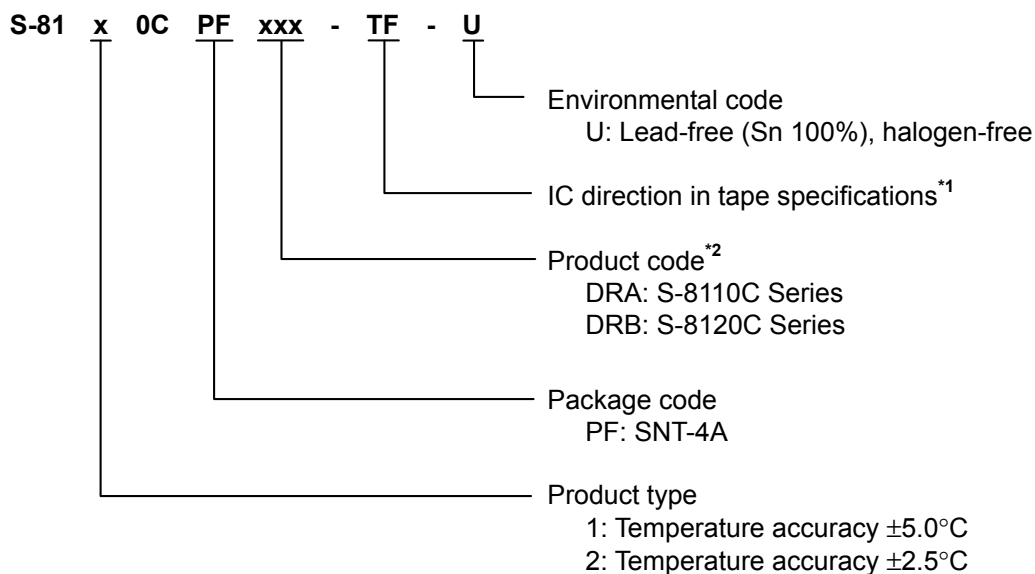 S-81 x 0C PF xxx - TF - U
Environmental code
U: Lead-free (Sn 100%), halogen-free
IC direction in tape specifications*1
Product code*2
DRA: S-8110C Series
DRB: S-8120C Series
Package code
PF: SNT-4A
Product type
1: Temperature accuracy ±5.0°C
2: Temperature accuracy ±2.5°C